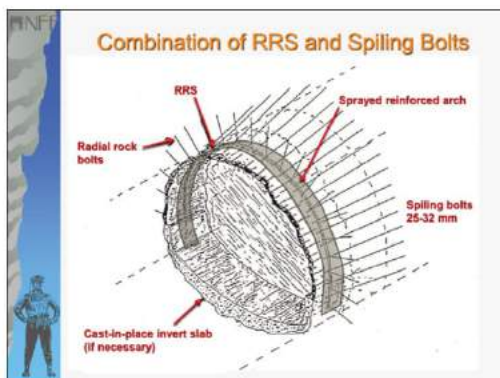 NFF
Combination of RRS and Spiling Bolts
RRS
Sprayed reinforced arch
Radial rock
bolts
Spiling bolts
25-32 mm
Cast-in-place invert slab
(if necessary)